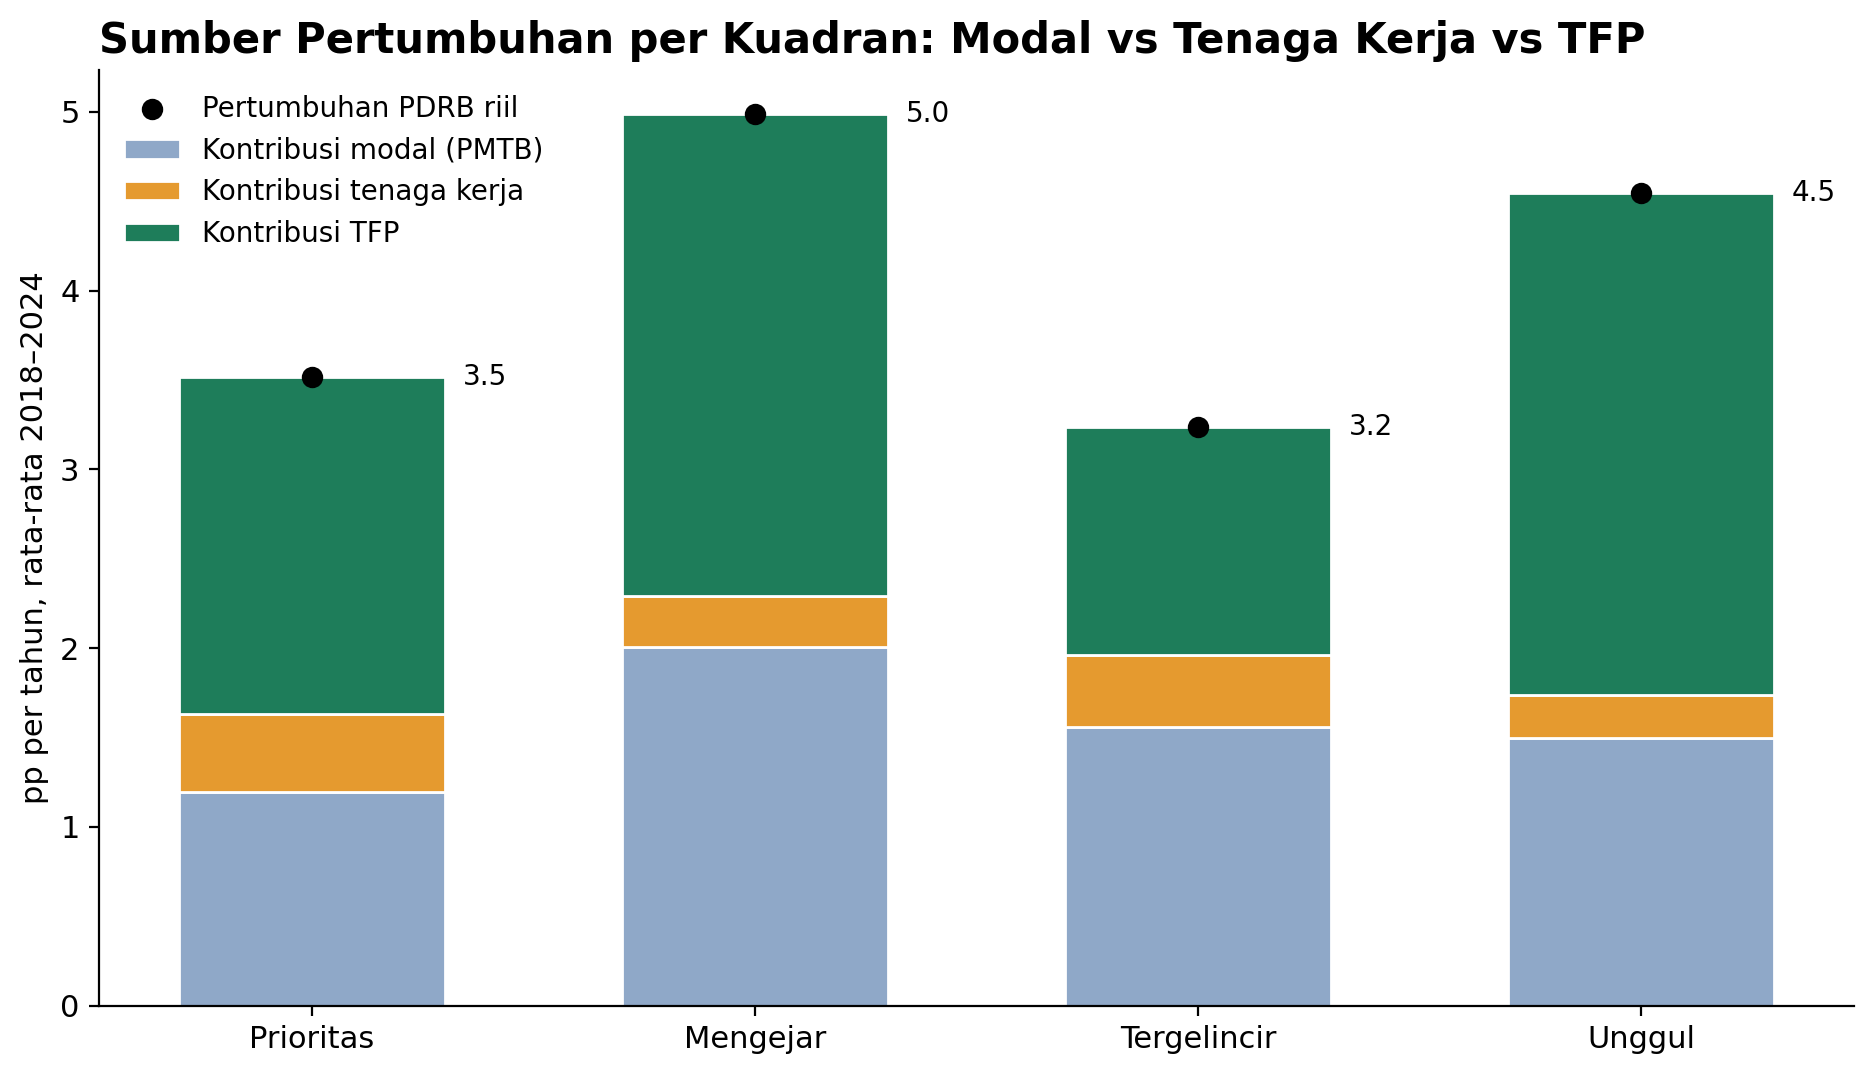 Sumber Pertumbuhan per Kuadran: Modal vs Tenaga Kerja vs TFP
Pertumbuhan PDRB riil
Kontribusi modal (PMTB)
Kontribusi tenaga kerja
Kontribusi TFP
pp per tahun, rata-rata 2018–2024
5
4
3
2
1
0
3.5
5.0
3.2
4.5
Prioritas
Mengejar
Tergelincir
Unggul